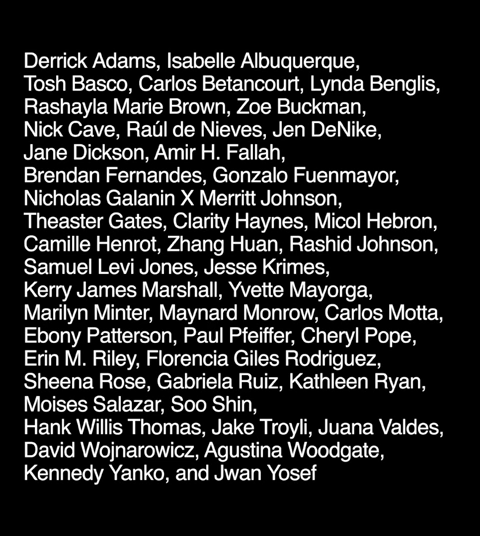 Derrick Adams, Isabelle Albuquerque,
Tosh Basco, Carlos Betancourt, Lynda Benglis,
Rashayla Marie Brown, Zoe Buckman,
Nick Cave, Raúl de Nieves, Jen DeNike,
Jane Dickson, Amir H. Fallah,
Brendan Fernandes, Gonzalo Fuenmayor,
Nicholas Galanin X Merritt Johnson,
Theaster Gates, Clarity Haynes, Micol Hebron,
Camille Henrot, Zhang Huan, Rashid Johnson,
Samuel Levi Jones, Jesse Krimes,
Kerry James Marshall, Yvette Mayorga,
Marilyn Minter, Maynard Monrow, Carlos Motta,
Ebony Patterson, Paul Pfeiffer, Cheryl Pope,
Erin M. Riley, Florencia Giles Rodriguez,
Sheena Rose, Gabriela Ruiz, Kathleen Ryan,
Moises Salazar, Soo Shin,
Hank Willis Thomas, Jake Troyli, Juana Valdes,
David Wojnarowicz, Agustina Woodgate,
Kennedy Yanko, and Jwan Yosef